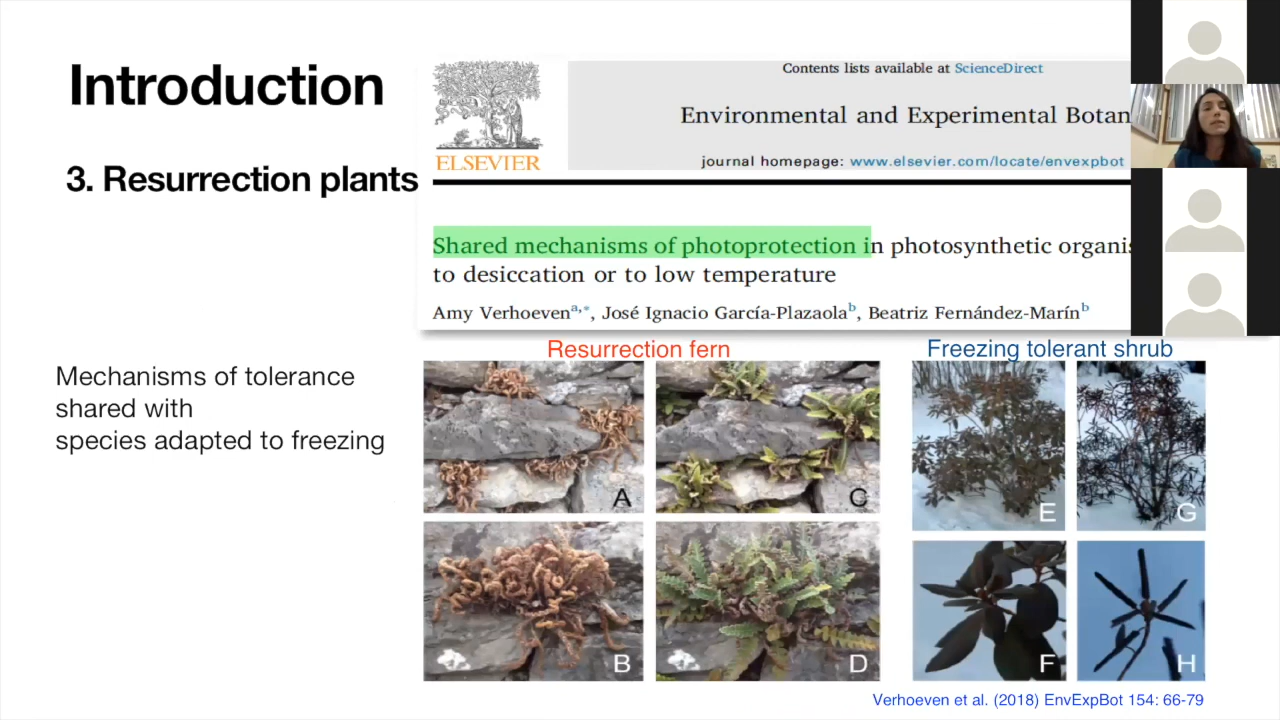 Introduction
3. Resurrection plants
Contents lists available at ScienceDirect
Environmental and Experimental Botan
journal homepage: www.elsevier.com/locate/envexpbot
ELSEVIER
Shared mechanisms of photoprotection in photosynthetic organis
to desiccation or to low temperature
Amy Verhoevena,*, José Ignacio García-Plazaolab, Beatriz Fernández-Marínb
Mechanisms of tolerance
shared with
species adapted to freezing
Resurrection fern
Freezing tolerant shrub
A
C
E
G
B
D
F
H
Verhoeven et al. (2018) EnvExpBot 154: 66-79